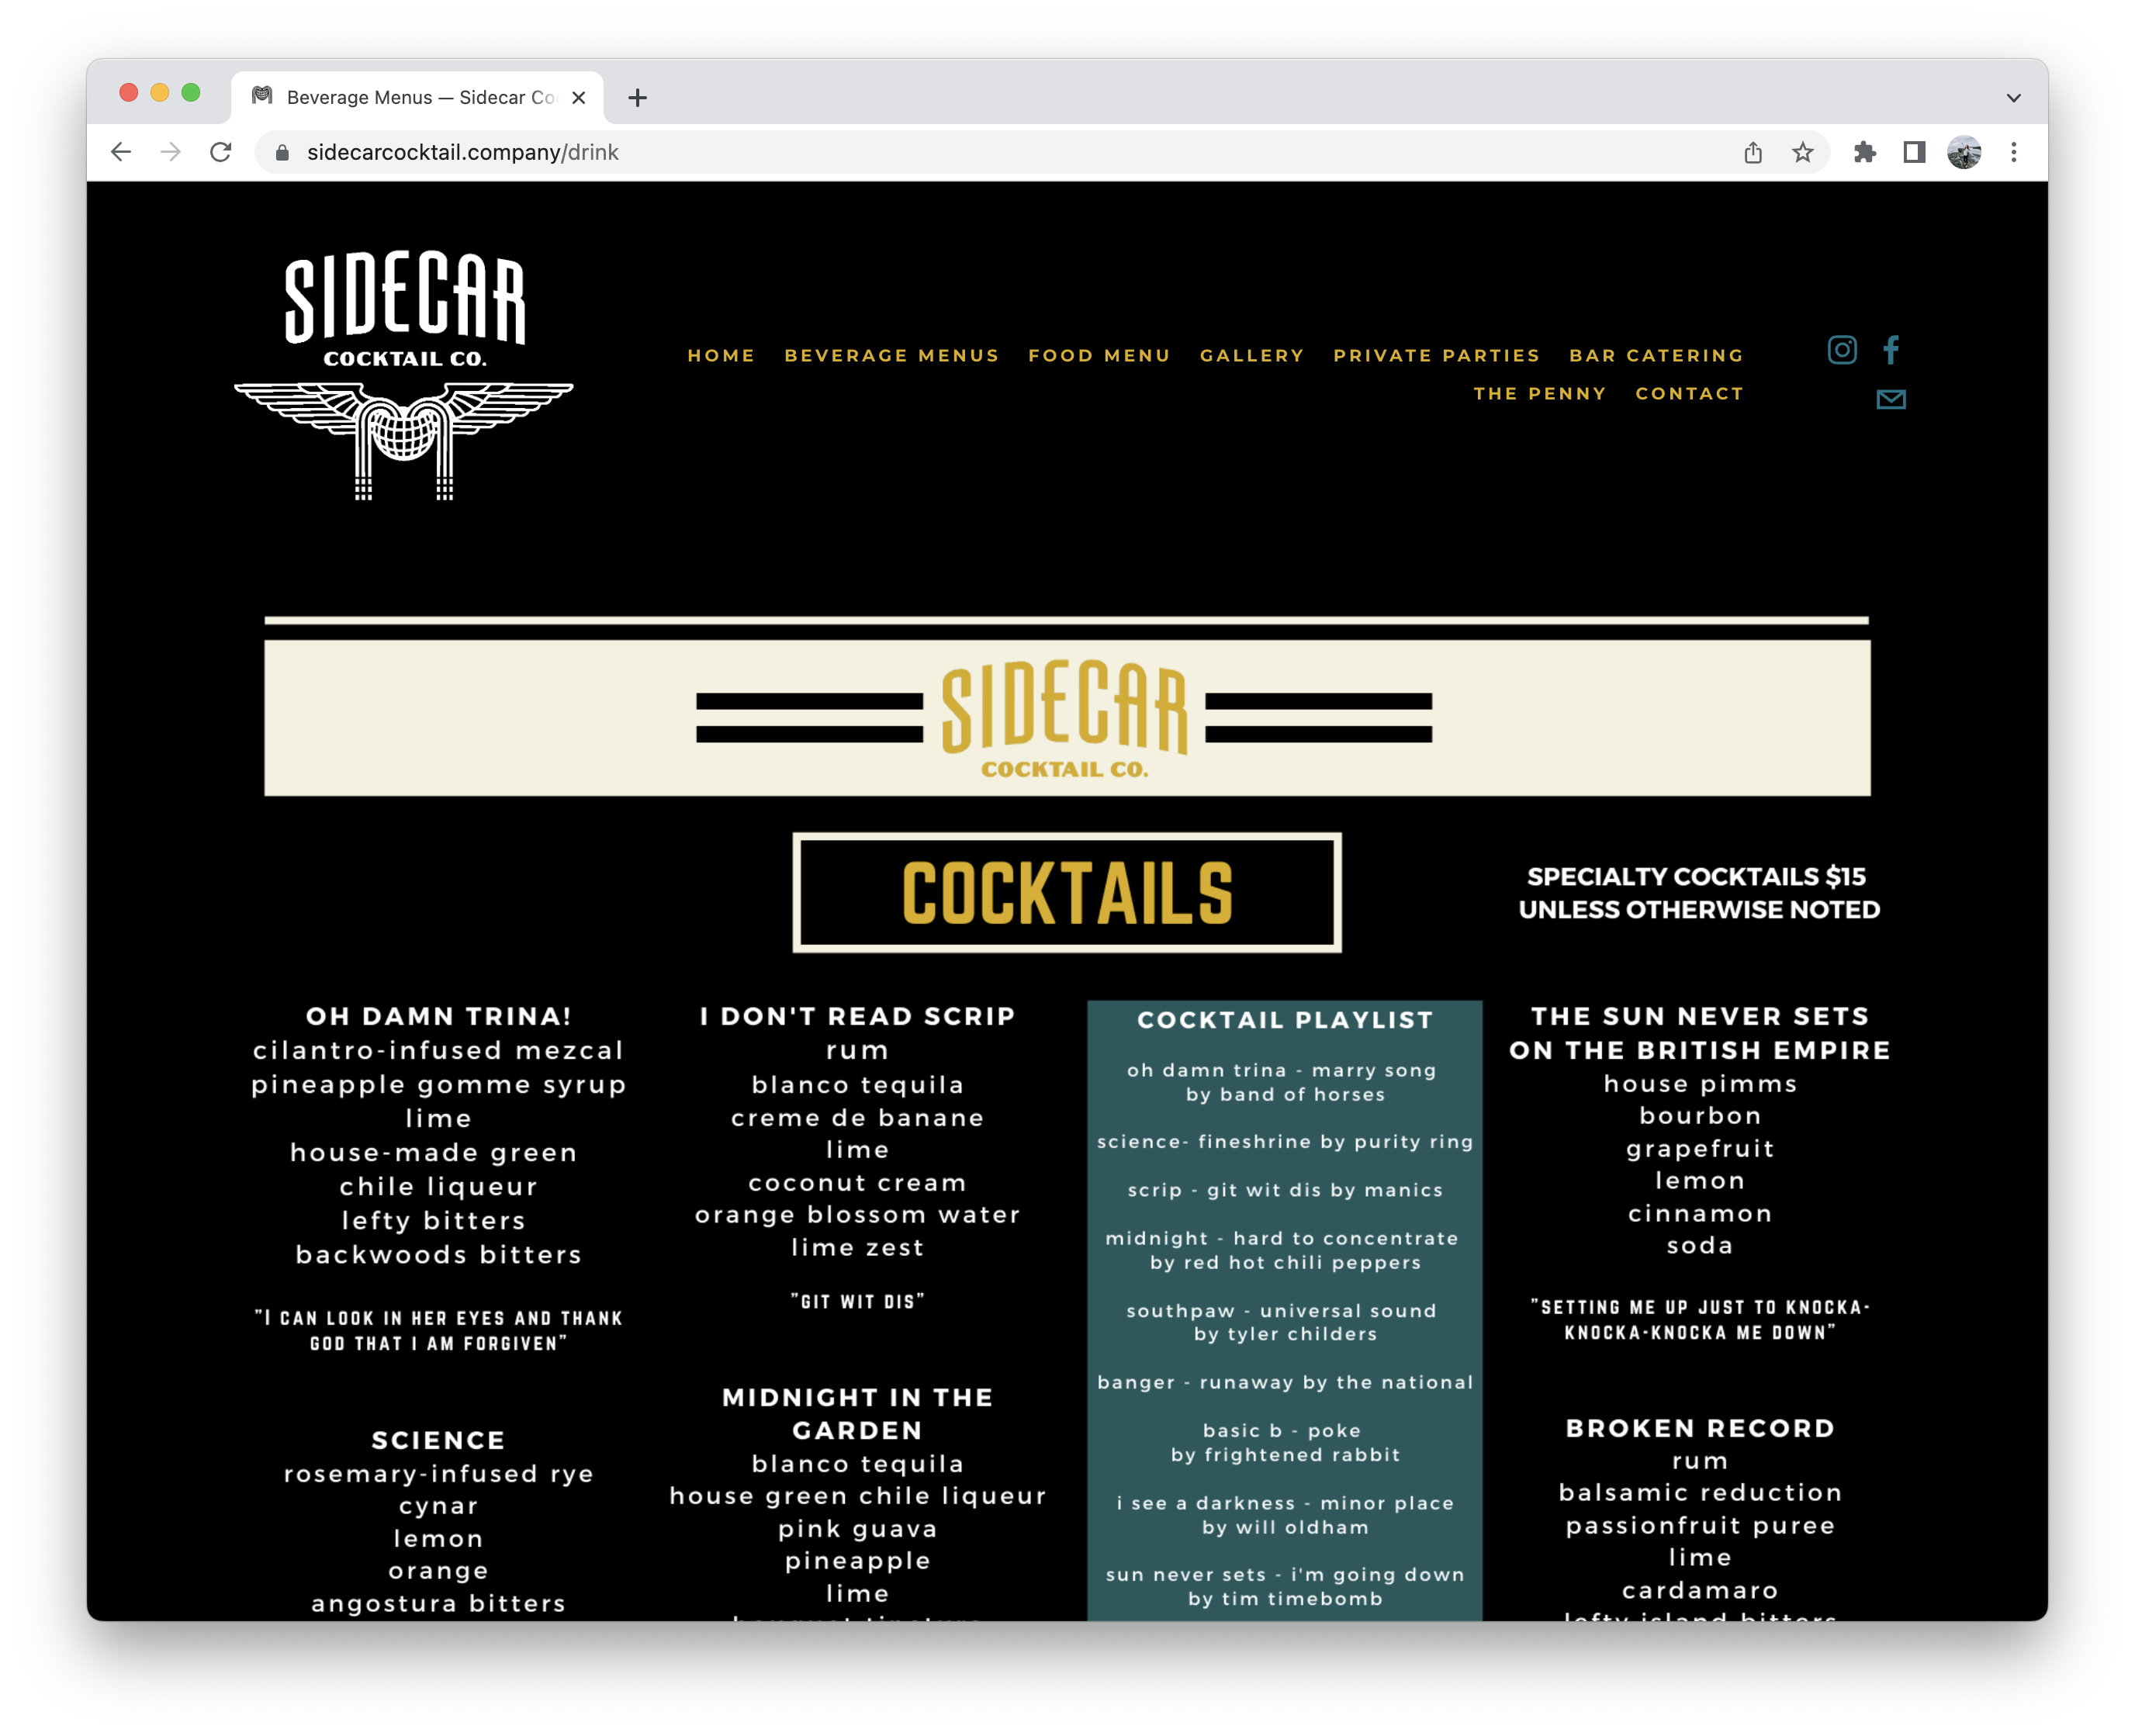 Beverage Menus — Sidecar Co
sidecarcocktail.company/drink
SIDECAR
COCKTAIL CO.
HOME BEVERAGE MENUS FOOD MENU GALLERY PRIVATE PARTIES BAR CATERING
THE PENNY CONTACT
SIDECAR
COCKTAIL CO.
COCKTAILS
SPECIALTY COCKTAILS $15
UNLESS OTHERWISE NOTED
OH DAMN TRINA!
cilantro-infused mezcal
pineapple gomme syrup
lime
house-made green
chile liqueur
lefty bitters
backwoods bitters
"I CAN LOOK IN HER EYES AND THANK
GOD THAT I AM FORGIVEN"
SCIENCE
rosemary-infused rye
cynar
lemon
orange
angostura bitters
I DON'T READ SCRIP
rum
blanco tequila
creme de banane
lime
coconut cream
orange blossom water
lime zest
"GIT WIT DIS"
MIDNIGHT IN THE
GARDEN
blanco tequila
house green chile liqueur
pink guava
pineapple
lime
COCKTAIL PLAYLIST
oh damn trina - marry song
by band of horses
science- fineshrine by purity ring
scrip - git wit dis by manics
midnight - hard to concentrate
by red hot chili peppers
southpaw - universal sound
by tyler childers
banger - runaway by the national
basic b - poke
by frightened rabbit
i see a darkness - minor place
by will oldham
sun never sets - i'm going down
by tim timebomb
THE SUN NEVER SETS
ON THE BRITISH EMPIRE
house pimms
bourbon
grapefruit
lemon
cinnamon
soda
"SETTING ME UP JUST TO KNOCKA-
KNOCKA-KNOCKA ME DOWN"
BROKEN RECORD
rum
balsamic reduction
passionfruit puree
lime
cardamaro
lefty island bitters